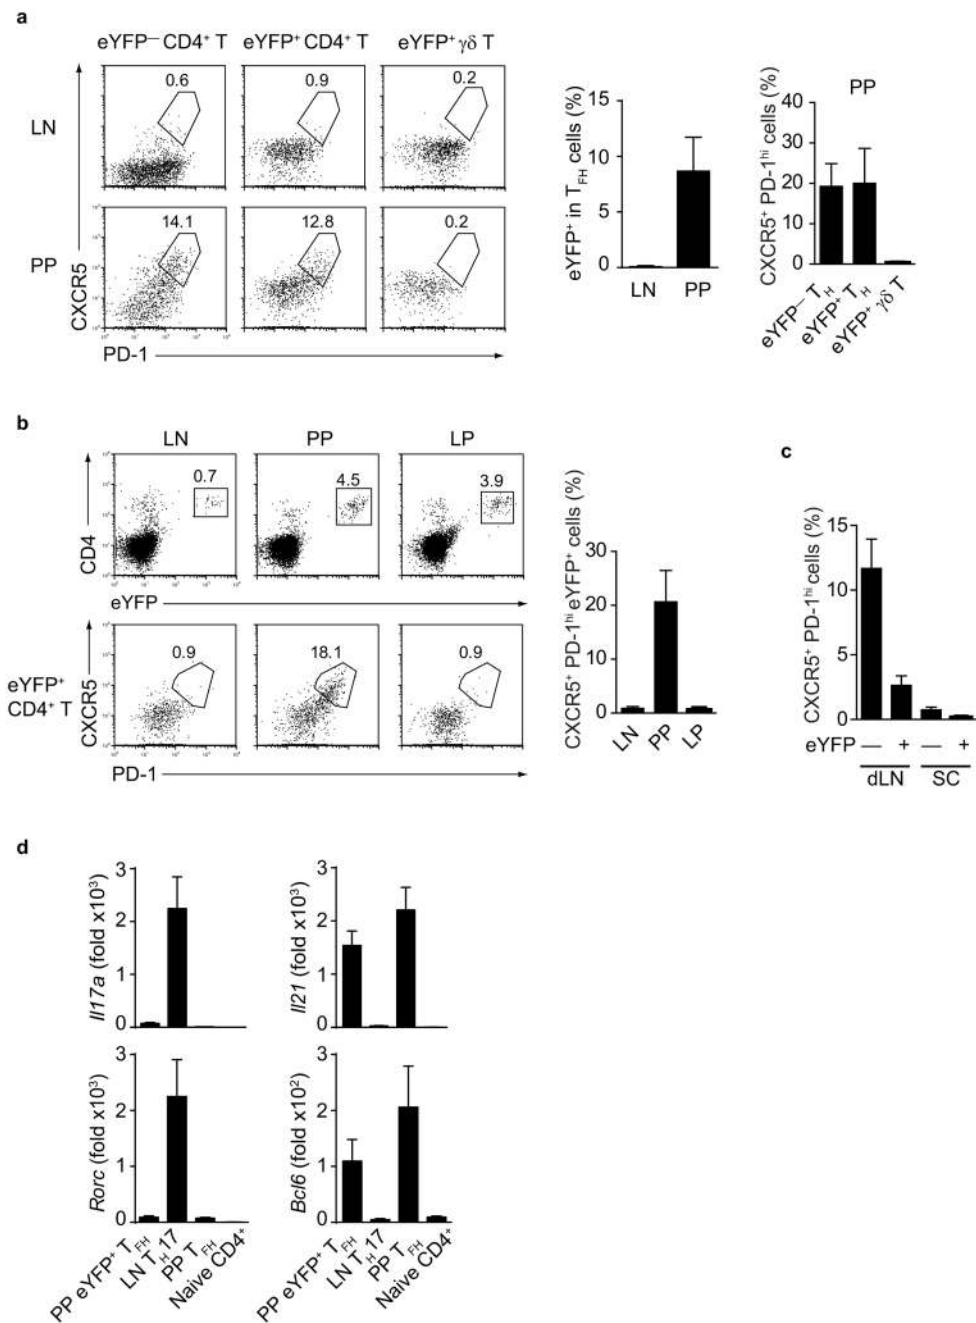 a
eYFP— CD4+ T eYFP+ CD4+ T eYFP+ γδ T
LN
0.6 0.9 0.2
PP
14.1 12.8 0.2
CXCR5
PD-1
eYFP+ in TFH cells (%)
15
10
5
0
LN PP
CXCR5+ PD-1hi cells (%)
PP
40
30
20
10
0
eYFP— TH
eYFP+ TH
eYFP+ γδ T
b
LN PP LP
0.7 4.5 3.9
CD4
eYFP
eYFP+
CD4+ T
0.9 18.1 0.9
CXCR5
PD-1
CXCR5+ PD-1hi eYFP+ cells (%)
30
20
10
0
LN PP LP
c
CXCR5+ PD-1hi cells (%)
15
10
5
0
eYFP — + — +
dLN SC
d
Il17a (fold x10³)
3
2
1
0
Il21 (fold x10³)
3
2
1
0
Rorc (fold x10³)
3
2
1
0
PP eYFP+ TFH
LN TH17
PP TFH
Naive CD4+
Bcl6 (fold x10²)
3
2
1
0
PP eYFP+ TFH
LN TH17
PP TFH
Naive CD4+